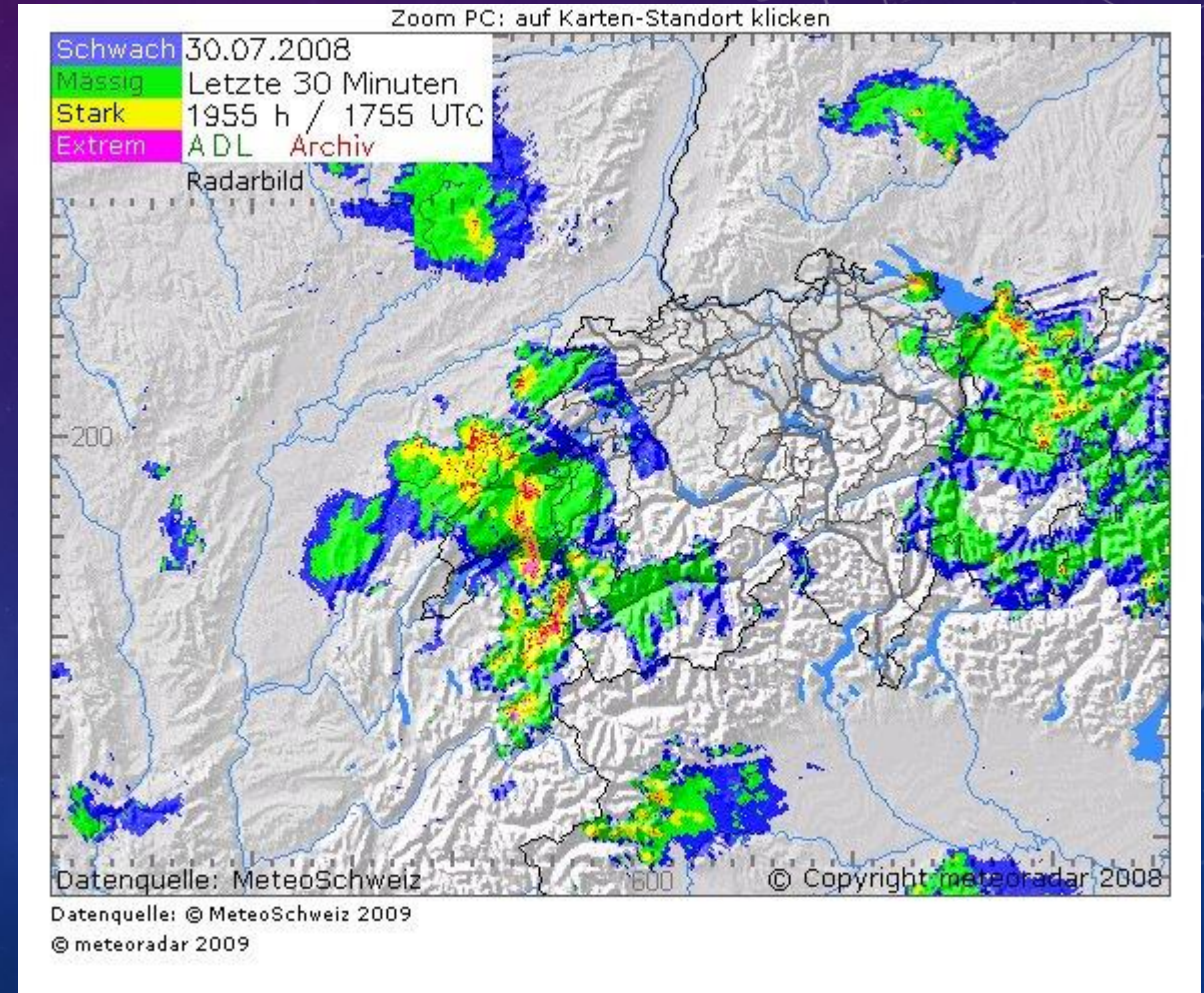 Zoom PC: auf Karten-Standort klicken
Schwach 30.07.2008
Mässig Letzte 30 Minuten
Stark 1955 h / 1755 UTC
Extrem ADL Archiv
Radarbild
200
600
Datenquelle: MeteoSchweiz © Copyright meteoradar 2008
Datenquelle: © MeteoSchweiz 2009
© meteoradar 2009